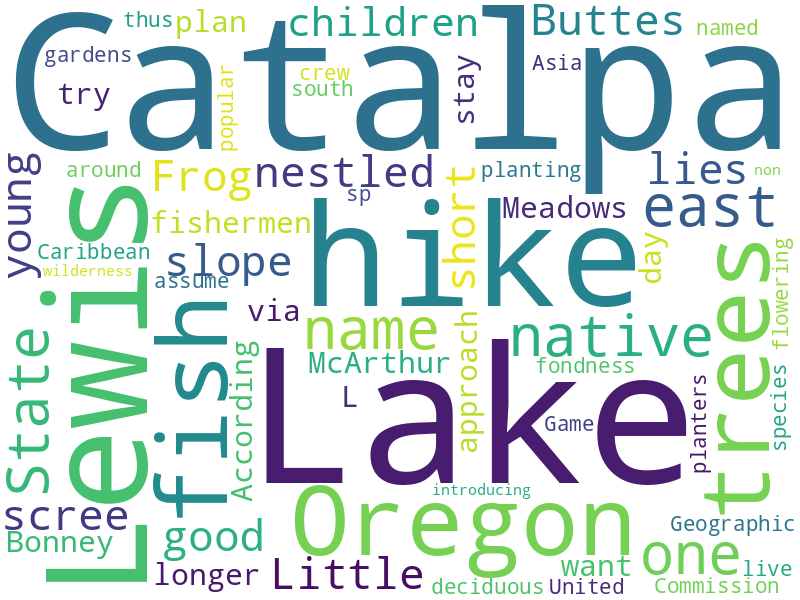 thus
plan
children
Buttes
named
gardens
Catalpa
crew
south
Asia
try
popular
stay
around
Frog
nestled
planting
lies
non
young
sp
Meadows
east
fishermen
short
Lewis
Caribbean
wilderness
slope
assume
hike
day
flowering
via
name
native
State
McArthur
fondness
fish
approach
According
L
Lake
Game
planters
species
trees
introducing
Oregon
scree
Bonney
good
Geographic
one
want
live
longer
Little
deciduous
United
Commission